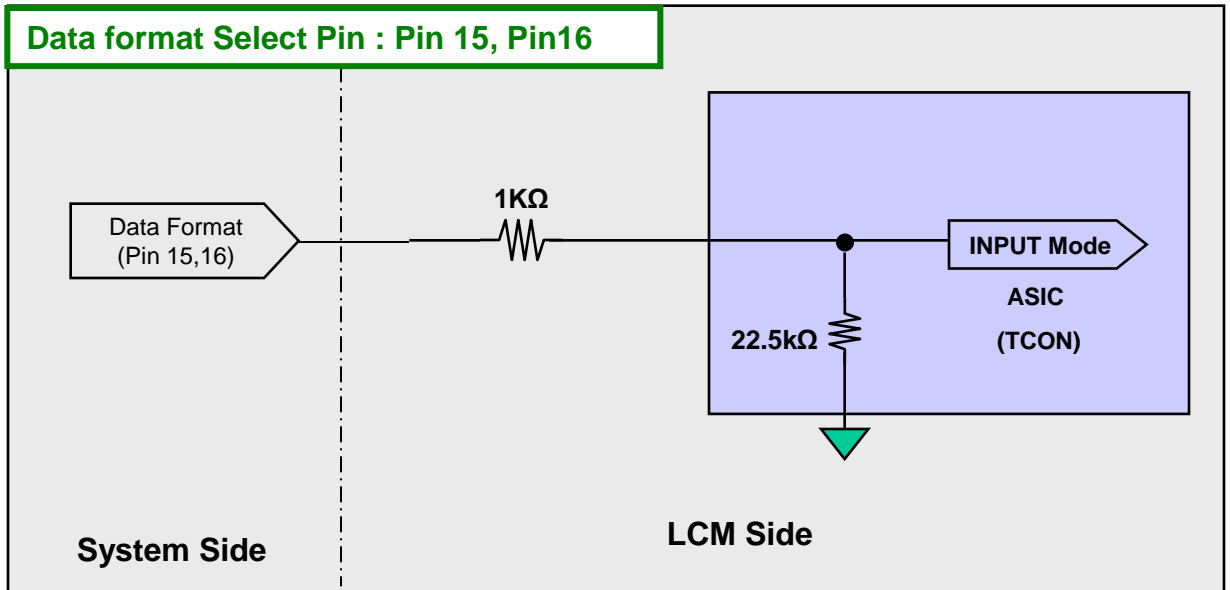 Data format Select Pin : Pin 15, Pin16
1KΩ
Data Format
(Pin 15,16)
INPUT Mode
ASIC
(TCON)
22.5kΩ
System Side
LCM Side